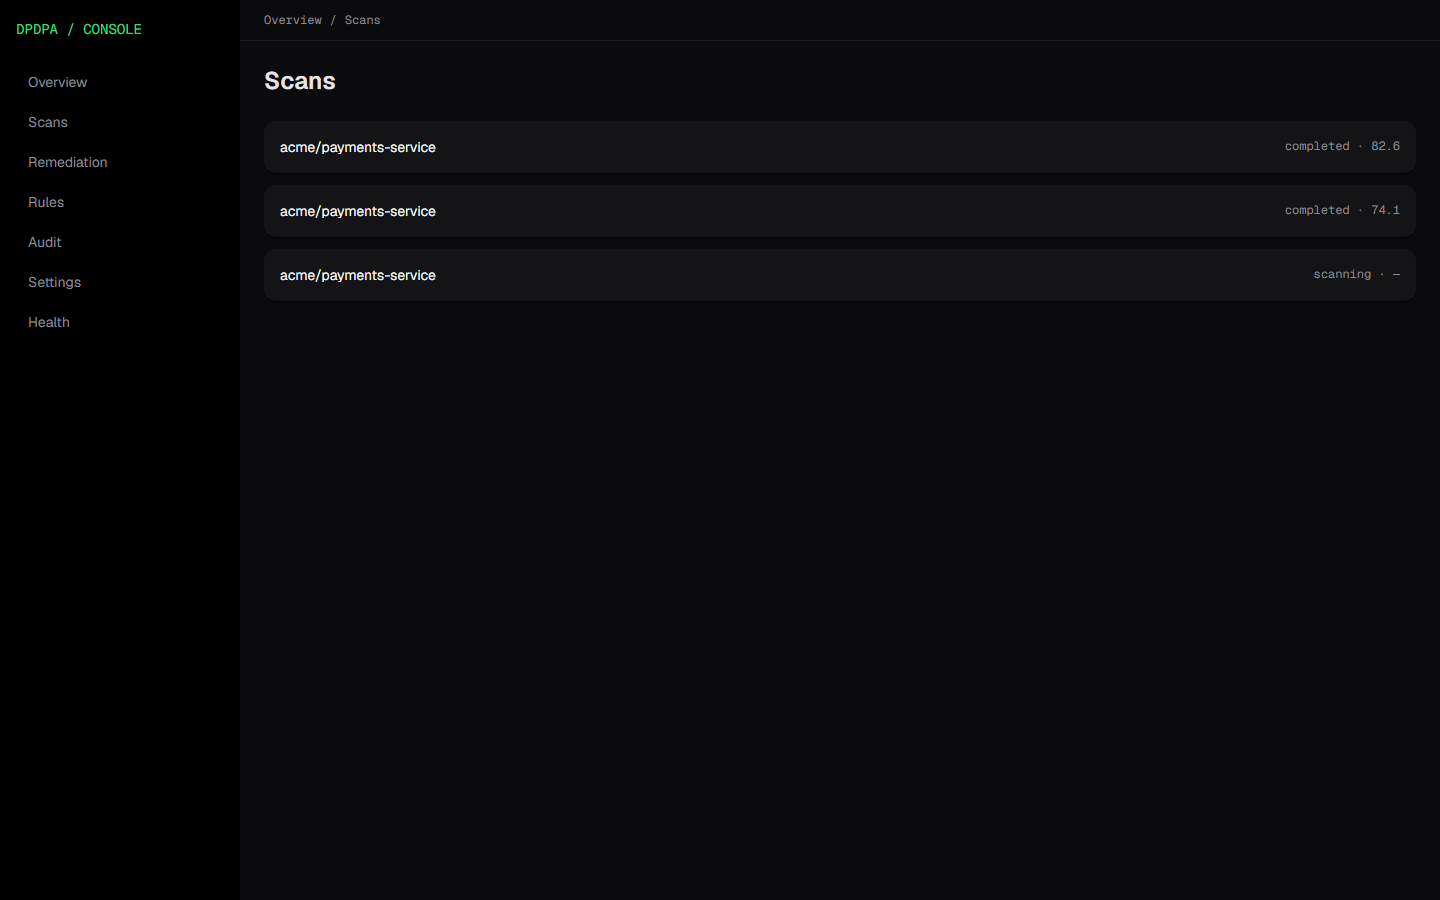 DPDPA / CONSOLE
Overview
Scans
Remediation
Rules
Audit
Settings
Health
Overview / Scans
Scans
acme/payments-service completed · 82.6
acme/payments-service completed · 74.1
acme/payments-service scanning · —